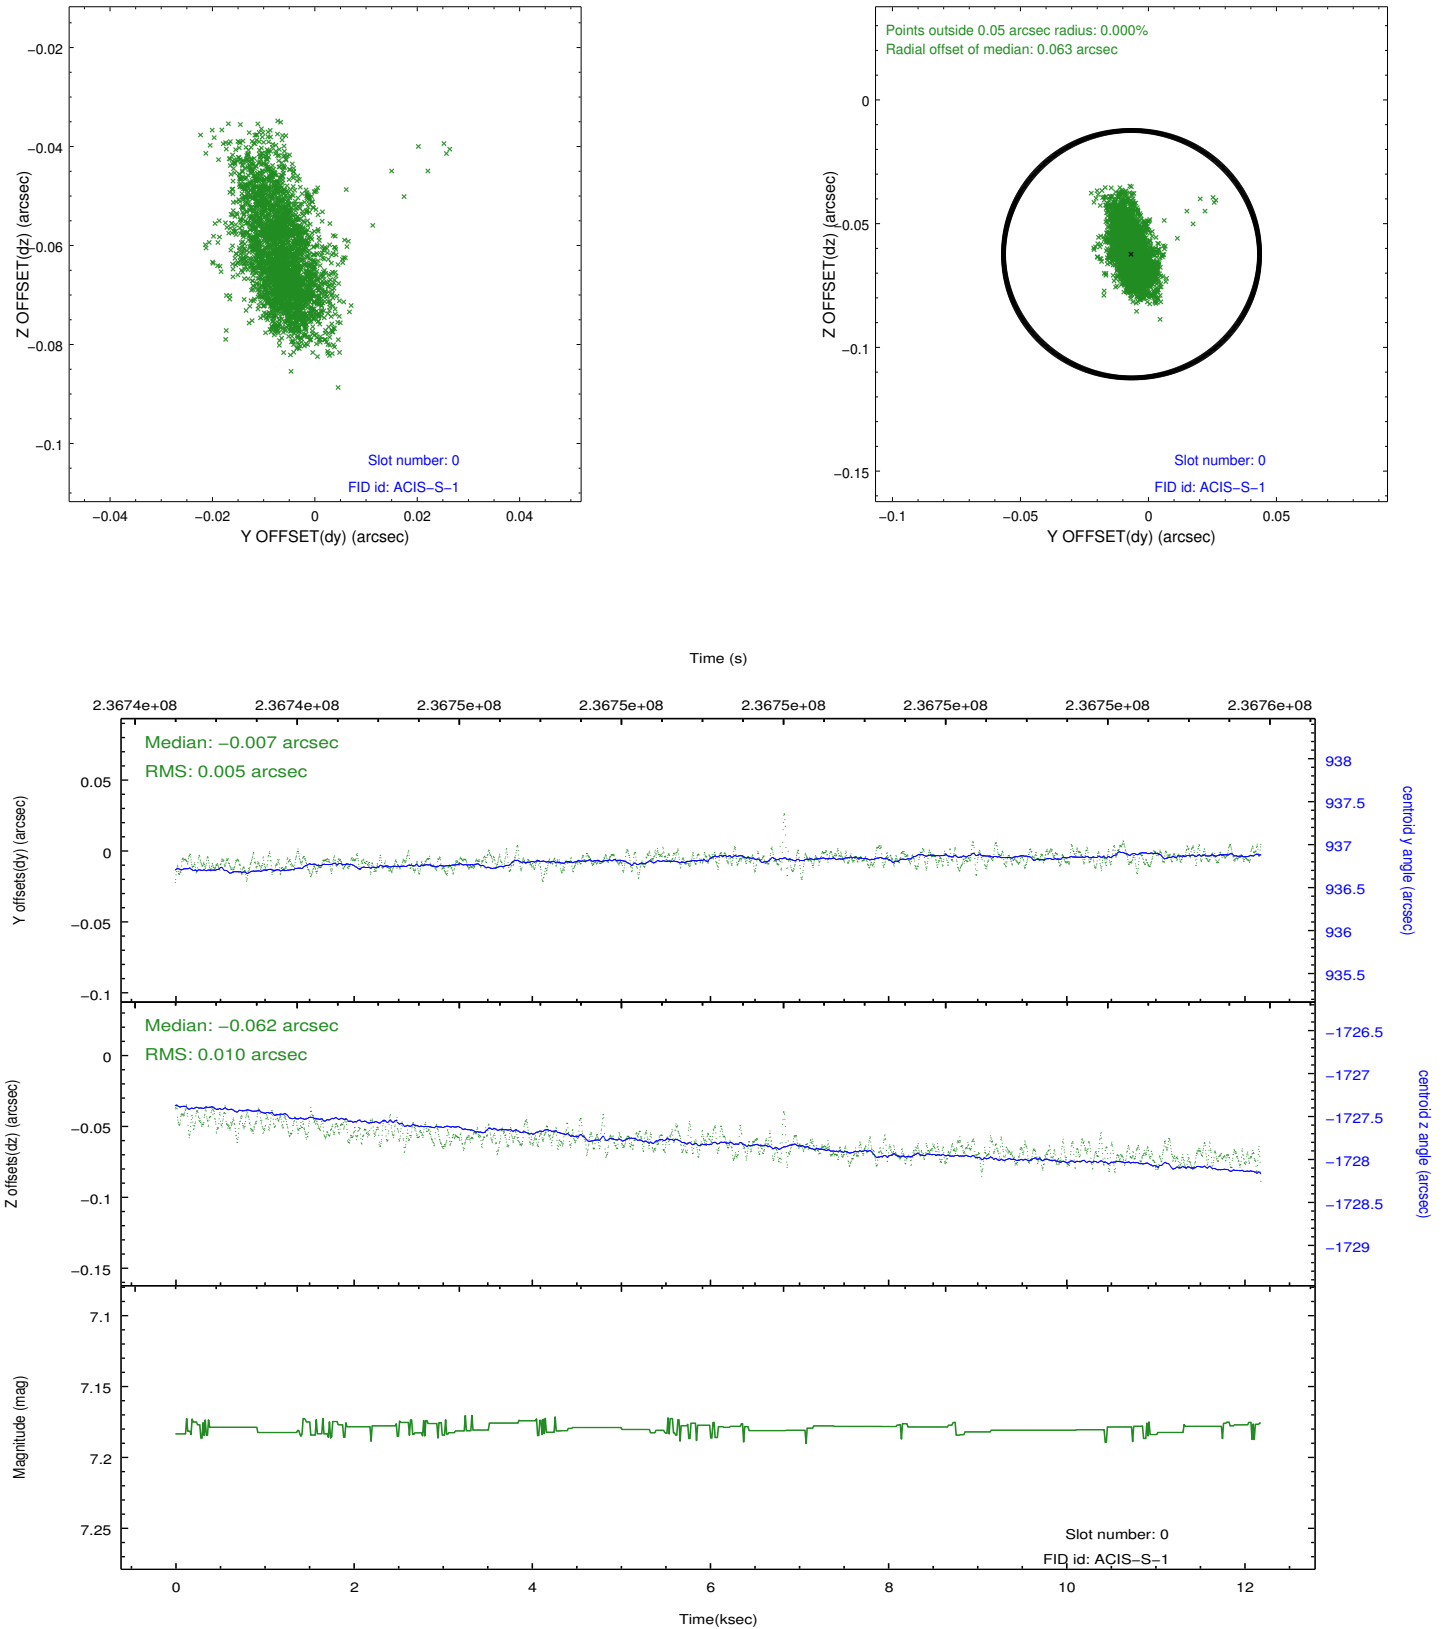 −0.02
−0.04
−0.06
−0.08
−0.1
Z OFFSET(dz) (arcsec)
Slot number: 0
FID id: ACIS−S−1
−0.04
−0.02
0
0.02
0.04
Y OFFSET(dy) (arcsec)
Points outside 0.05 arcsec radius: 0.000%
Radial offset of median: 0.063 arcsec
0
−0.05
−0.1
−0.15
Z OFFSET(dz) (arcsec)
Slot number: 0
FID id: ACIS−S−1
−0.1
−0.05
0
0.05
Y OFFSET(dy) (arcsec)
Time (s)
2.3674e+08
2.3674e+08
2.3675e+08
2.3675e+08
2.3675e+08
2.3675e+08
2.3675e+08
2.3676e+08
Median: −0.007 arcsec
RMS: 0.005 arcsec
0.05
0
−0.05
−0.1
Y offsets(dy) (arcsec)
938
937.5
937
936.5
936
935.5
centroid y angle (arcsec)
Median: −0.062 arcsec
RMS: 0.010 arcsec
0
−0.05
−0.1
−0.15
Z offsets(dz) (arcsec)
−1726.5
−1727
−1727.5
−1728
−1728.5
−1729
centroid z angle (arcsec)
7.1
7.15
7.2
7.25
Magnitude (mag)
Slot number: 0
FID id: ACIS−S−1
0
2
4
6
8
10
12
Time(ksec)